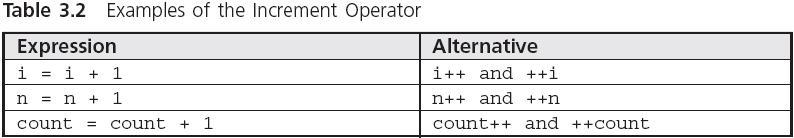 Table 3.2 Examples of the Increment Operator
Expression Alternative
i = i + 1 i++ and ++i
n = n + 1 n++ and ++n
count = count + 1 count++ and ++count